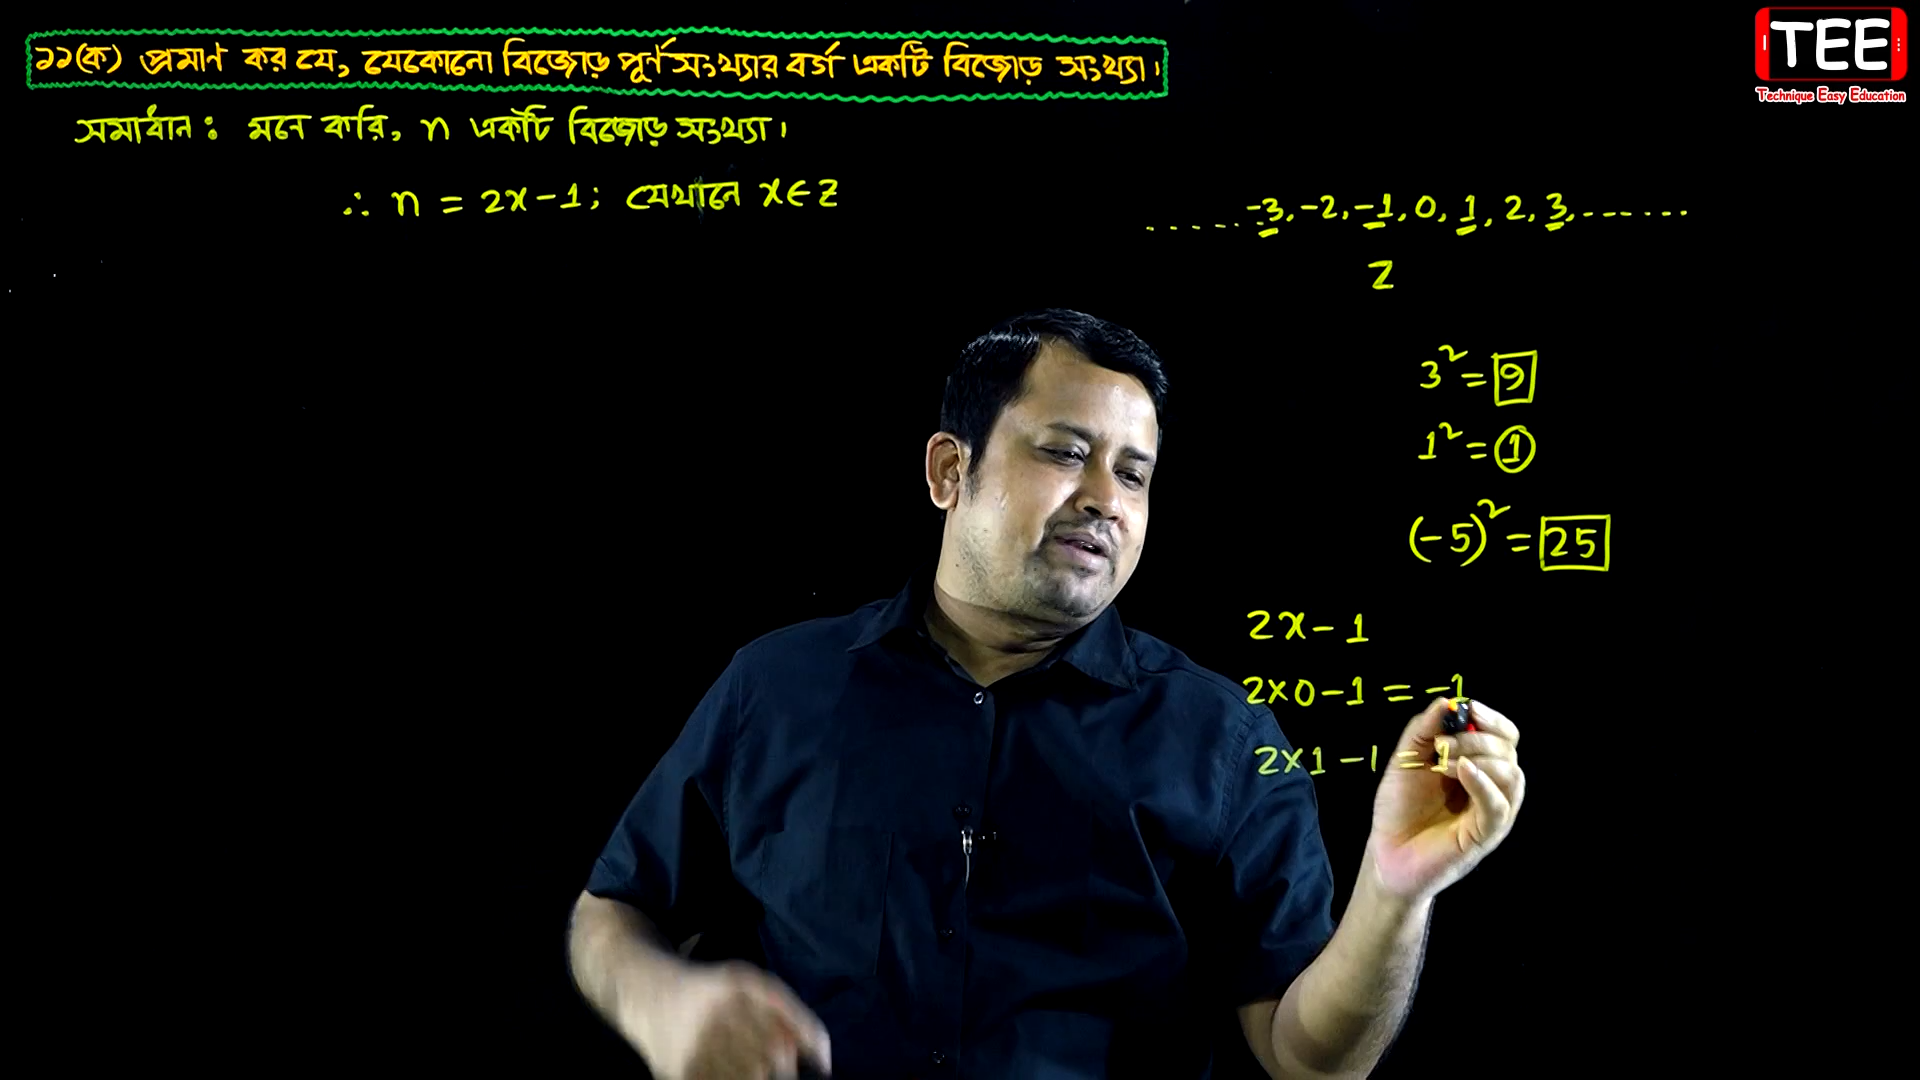 ১১(ক) প্রমাণ কর যে, যেকোনো বিজোড় পূর্ণসংখ্যার বর্গ একটি বিজোড় সংখ্যা।
TEE
Technique Easy Education
সমাধান : মনে করি, n একটি বিজোড় সংখ্যা।
∴ n = 2x-1; যেখানে x∈Z
......-3, -2, -1, 0, 1, 2, 3,.......
Z
3² = 9
1² = 1
(-5)² = 25
2x-1
2×0-1 = -1
2×1-1 = 1